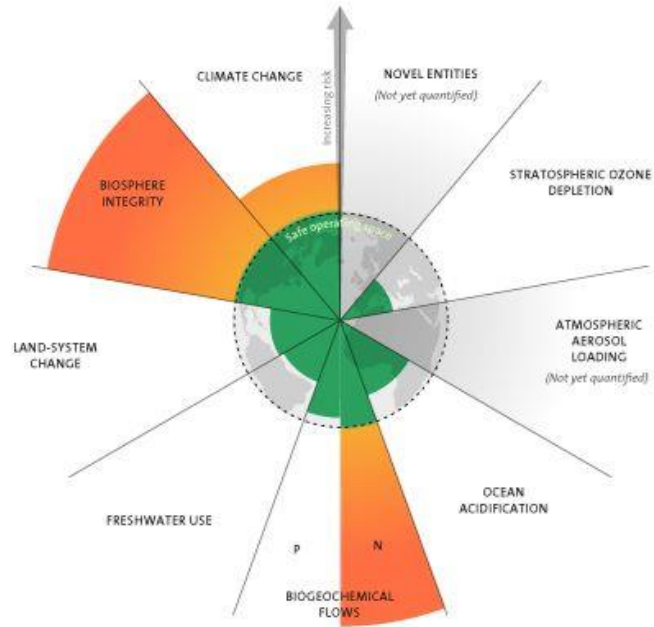 CLIMATE CHANGE
Increasing risk
NOVEL ENTITIES
(Not yet quantified)
STRATOSPHERIC OZONE
DEPLETION
BIOSPHERE
INTEGRITY
Safe operating space
LAND-SYSTEM
CHANGE
ATMOSPHERIC
AEROSOL
LOADING
(Not yet quantified)
FRESHWATER USE
OCEAN
ACIDIFICATION
P
N
BIOGEOCHEMICAL
FLOWS